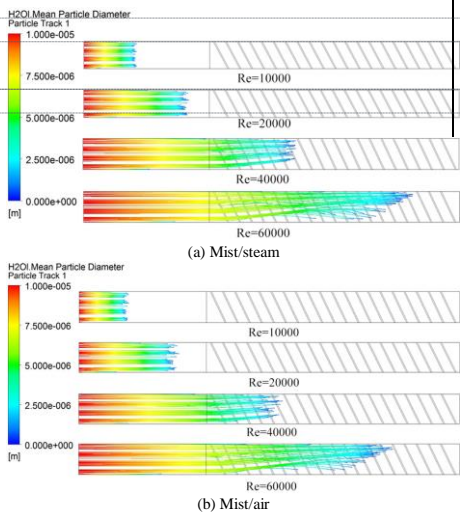 H2Ol.Mean Particle Diameter
Particle Track 1
1.000e-005
7.500e-006
5.000e-006
2.500e-006
0.000e+000
[m]
Re=10000
Re=20000
Re=40000
Re=60000
(a) Mist/steam
H2Ol.Mean Particle Diameter
Particle Track 1
1.000e-005
7.500e-006
5.000e-006
2.500e-006
0.000e+000
[m]
Re=10000
Re=20000
Re=40000
Re=60000
(b) Mist/air